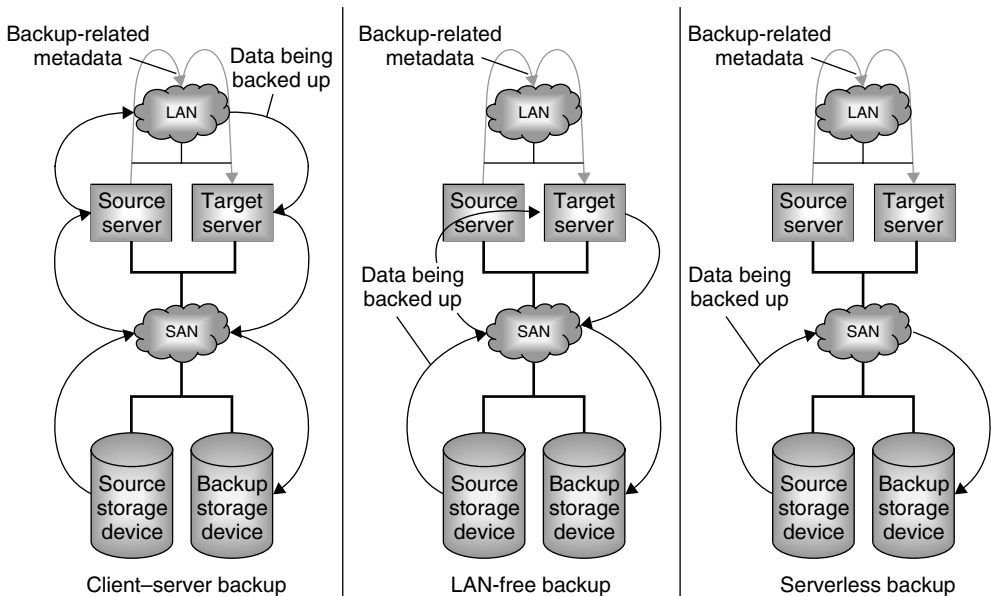 Backup-related
metadata
Data being
backed up
LAN
Source
server
Target
server
SAN
Source
storage
device
Backup
storage
device
Client–server backup
Backup-related
metadata
LAN
Source
server
Target
server
Data being
backed up
SAN
Source
storage
device
Backup
storage
device
LAN-free backup
Backup-related
metadata
LAN
Source
server
Target
server
Data being
backed up
SAN
Source
storage
device
Backup
storage
device
Serverless backup